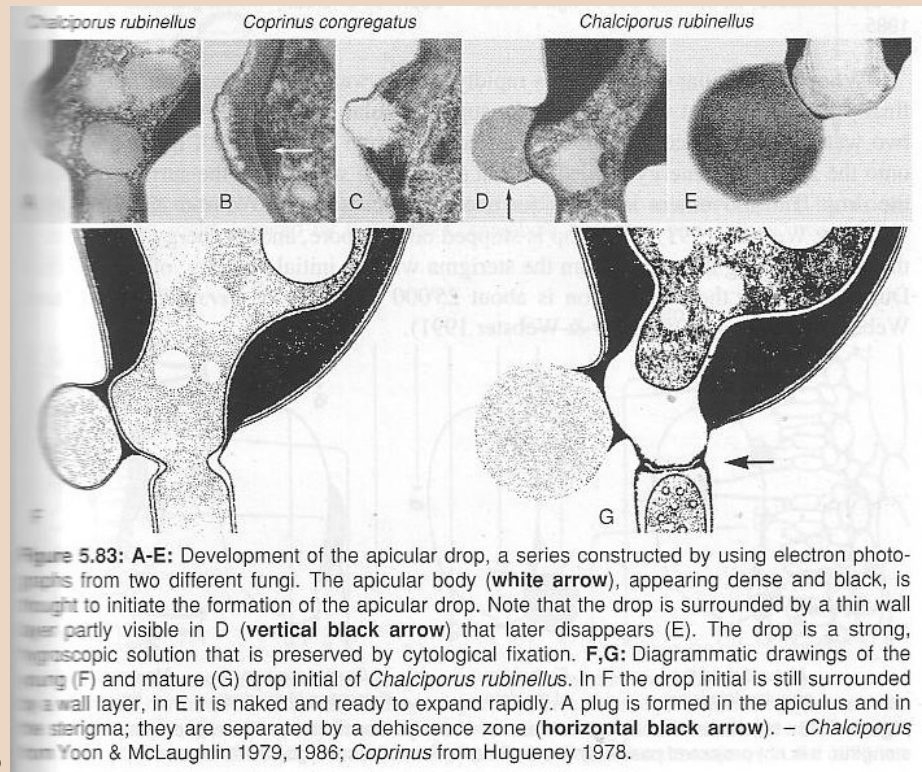 Chalciporus rubinellus Coprinus congregatus Chalciporus rubinellus
B C D E
F G
Figure 5.83: A-E: Development of the apicular drop, a series constructed by using electron photo-
from two different fungi. The apicular body (white arrow), appearing dense and black, is
to initiate the formation of the apicular drop. Note that the drop is surrounded by a thin wall
partly visible in D (vertical black arrow) that later disappears (E). The drop is a strong,
hygroscopic solution that is preserved by cytological fixation. F,G: Diagrammatic drawings of the
young (F) and mature (G) drop initial of Chalciporus rubinellus. In F the drop initial is still surrounded
wall layer, in E it is naked and ready to expand rapidly. A plug is formed in the apiculus and in
the sterigma; they are separated by a dehiscence zone (horizontal black arrow). – Chalciporus
from Yoon & McLaughlin 1979, 1986; Coprinus from Hugueney 1978.